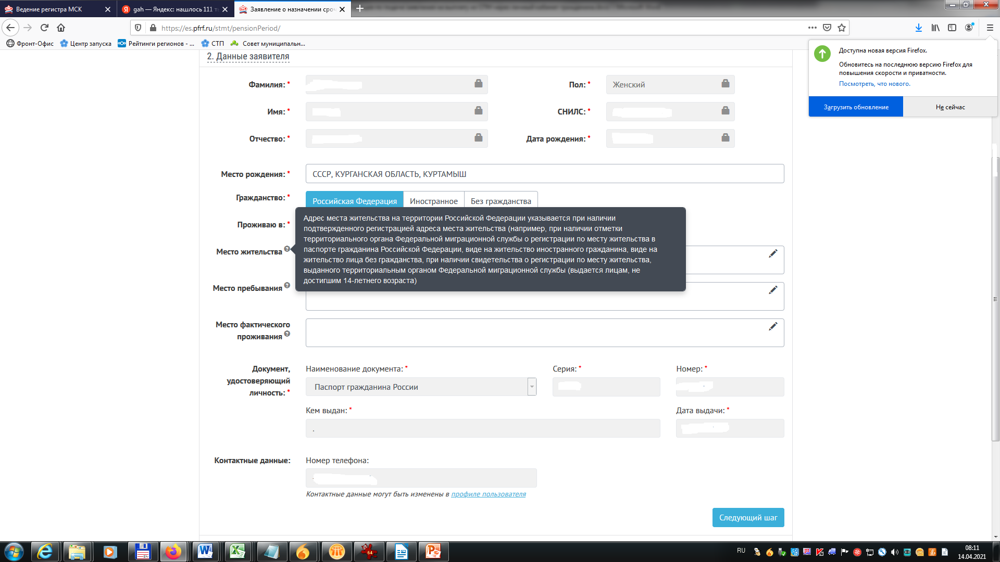 Ведение регистра МСК
gah — Яндекс: нашлось 111 т
Заявление о назначении сроч
https://es.pfrf.ru/stmt/pensionPeriod/
Фронт-Офис
Центр запуска
Рейтинги регионов - ...
СТП
Совет муниципальн...
Доступна новая версия Firefox.
Обновитесь на последнюю версию Firefox для
повышения скорости и приватности.
Посмотреть, что нового.
Загрузить обновление
Не сейчас
2. Данные заявителя
Фамилия: *
Пол: *
Женский
Имя: *
СНИЛС: *
Отчество: *
Дата рождения: *
Место рождения: *
СССР, КУРГАНСКАЯ ОБЛАСТЬ, КУРТАМЫШ
Гражданство: *
Российская Федерация
Иностранное
Без гражданства
Проживаю в: *
Адрес места жительства на территории Российской Федерации указывается при наличии
подтвержденного регистрацией адреса места жительства (например, при наличии отметки
территориального органа Федеральной миграционной службы о регистрации по месту жительства в
паспорте гражданина Российской Федерации, виде на жительство иностранного гражданина, виде на
жительство лица без гражданства, при наличии свидетельства о регистрации по месту жительства,
выданного территориальным органом Федеральной миграционной службы (выдается лицам, не
достигшим 14-летнего возраста)
Место жительства
Место пребывания
Место фактического
проживания
Документ,
удостоверяющий
личность: *
Наименование документа: *
Серия: *
Номер: *
Паспорт гражданина России
Кем выдан: *
Дата выдачи: *
.
Контактные данные:
Номер телефона:
Контактные данные могут быть изменены в профиле пользователя
Следующий шаг
64
64
RU
08:11
14.04.2021